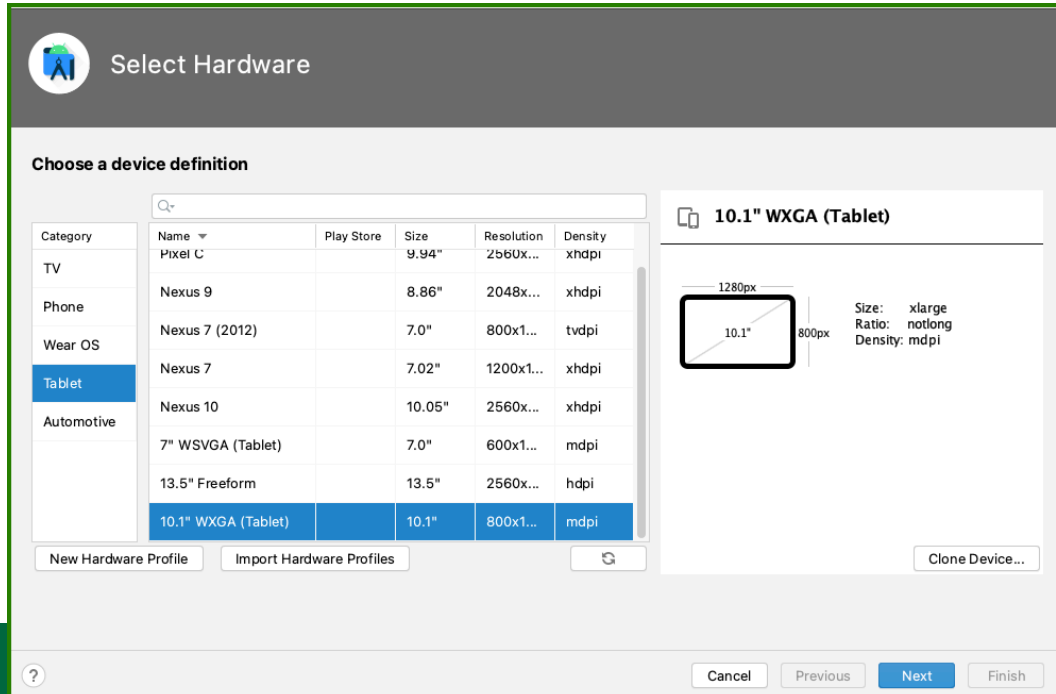 Select Hardware
Choose a device definition
Category
TV
Phone
Wear OS
Tablet
Automotive
Name Play Store Size Resolution Density
Pixel C 9.94" 2560x... xhdpi
Nexus 9 8.86" 2048x... xhdpi
Nexus 7 (2012) 7.0" 800x1... tvdpi
Nexus 7 7.02" 1200x1... xhdpi
Nexus 10 10.05" 2560x... xhdpi
7" WSVGA (Tablet) 7.0" 600x1... mdpi
13.5" Freeform 13.5" 2560x... hdpi
10.1" WXGA (Tablet) 10.1" 800x1... mdpi
New Hardware Profile Import Hardware Profiles
10.1" WXGA (Tablet)
1280px
10.1"
800px
Size: xlarge
Ratio: notlong
Density: mdpi
Clone Device...
? Cancel Previous Next Finish